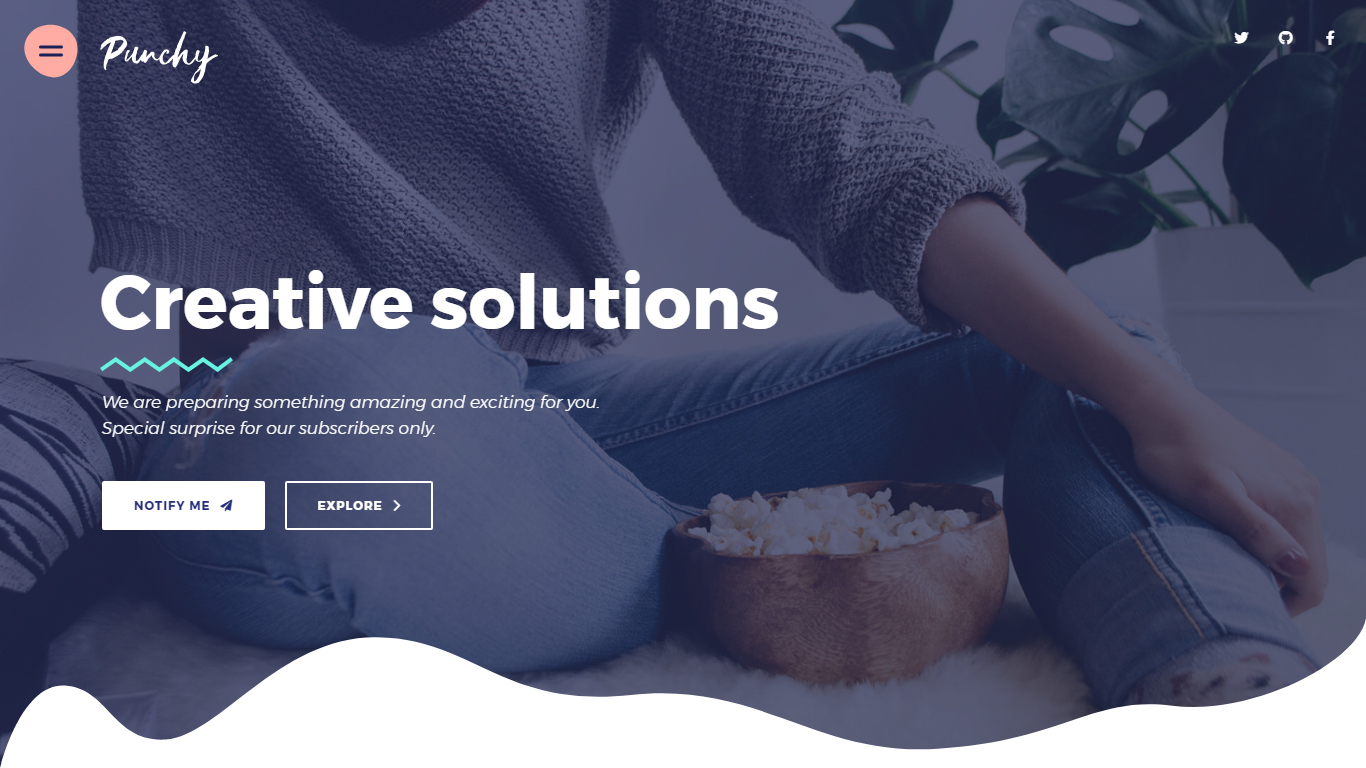 Punchy
Creative solutions
We are preparing something amazing and exciting for you.
Special surprise for our subscribers only.
NOTIFY ME
EXPLORE